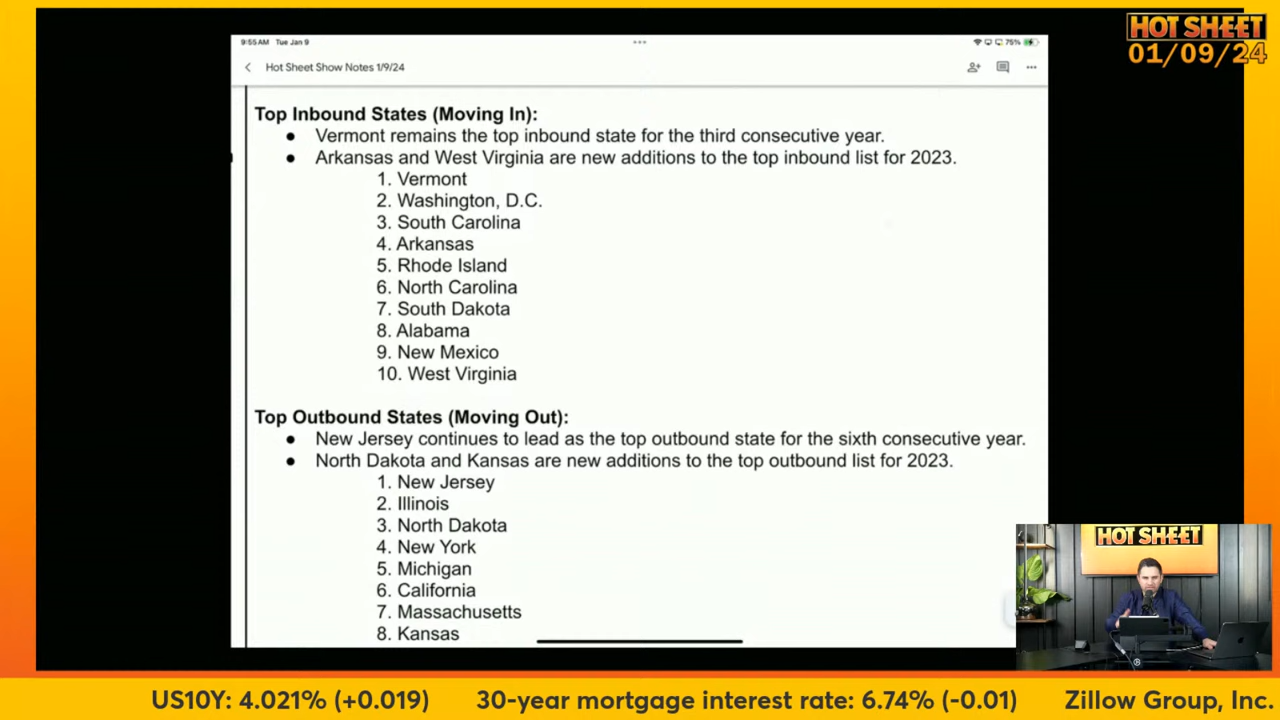 HOT SHEET
01/09/24
9:55 AM Tue Jan 9
75%
Hot Sheet Show Notes 1/9/24
Top Inbound States (Moving In):
● Vermont remains the top inbound state for the third consecutive year.
● Arkansas and West Virginia are new additions to the top inbound list for 2023.
1. Vermont
2. Washington, D.C.
3. South Carolina
4. Arkansas
5. Rhode Island
6. North Carolina
7. South Dakota
8. Alabama
9. New Mexico
10. West Virginia
Top Outbound States (Moving Out):
● New Jersey continues to lead as the top outbound state for the sixth consecutive year.
● North Dakota and Kansas are new additions to the top outbound list for 2023.
1. New Jersey
2. Illinois
3. North Dakota
4. New York
5. Michigan
6. California
7. Massachusetts
8. Kansas
HOT SHEET
US10Y: 4.021% (+0.019) 30-year mortgage interest rate: 6.74% (-0.01) Zillow Group, Inc.